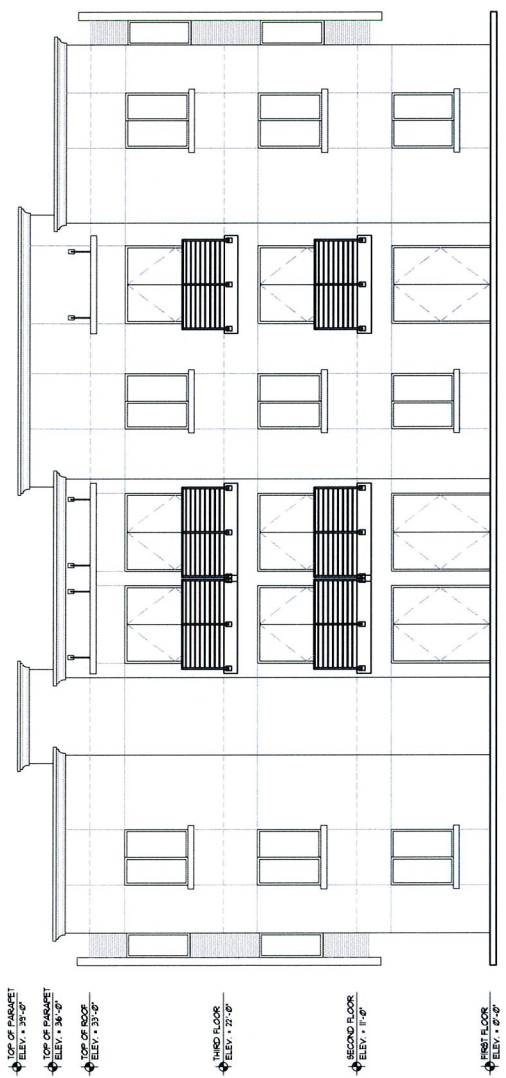 TOP OF PARAPET
ELEV. = 39'-0"
TOP OF PARAPET
ELEV. = 36'-0"
TOP OF ROOF
ELEV. = 33'-0"
THIRD FLOOR
ELEV. = 22'-0"
SECOND FLOOR
ELEV. = 11'-0"
FIRST FLOOR
ELEV. = 0'-0"